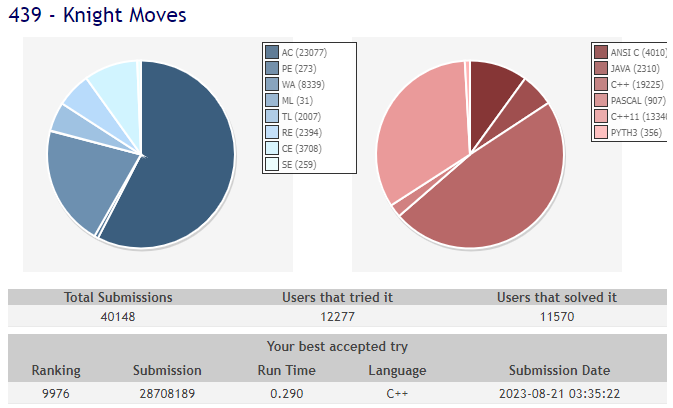 439 - Knight Moves
AC (23077)
PE (273)
WA (8339)
ML (31)
TL (2007)
RE (2394)
CE (3708)
SE (259)
ANSI C (4010)
JAVA (2310)
C++ (19225)
PASCAL (907)
C++11 (1334
PYTH3 (356)
Total Submissions Users that tried it Users that solved it
40148 12277 11570
Your best accepted try
Ranking Submission Run Time Language Submission Date
9976 28708189 0.290 C++ 2023-08-21 03:35:22